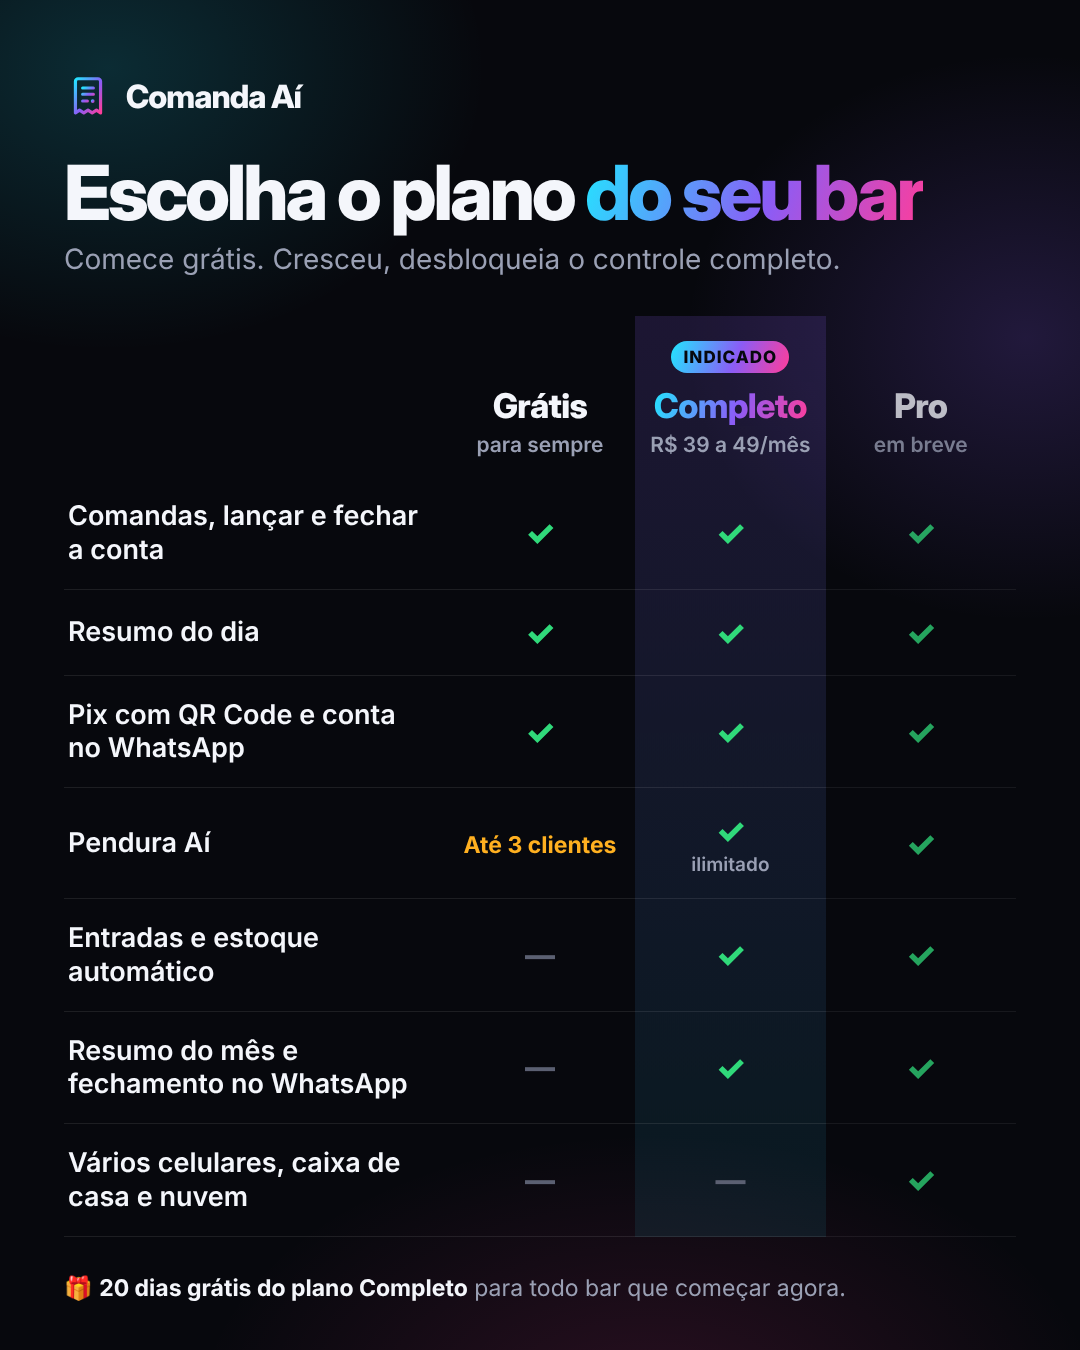 Comanda Aí
Escolha o plano do seu bar
Comece grátis. Cresceu, desbloqueia o controle completo.
INDICADO
Grátis Completo Pro
para sempre R$ 39 a 49/mês em breve
Comandas, lançar e fechar
a conta
Resumo do dia
Pix com QR Code e conta
no WhatsApp
Pendura Aí Até 3 clientes
ilimitado
Entradas e estoque
automático
Resumo do mês e
fechamento no WhatsApp
Vários celulares, caixa de
casa e nuvem
20 dias grátis do plano Completo para todo bar que começar agora.